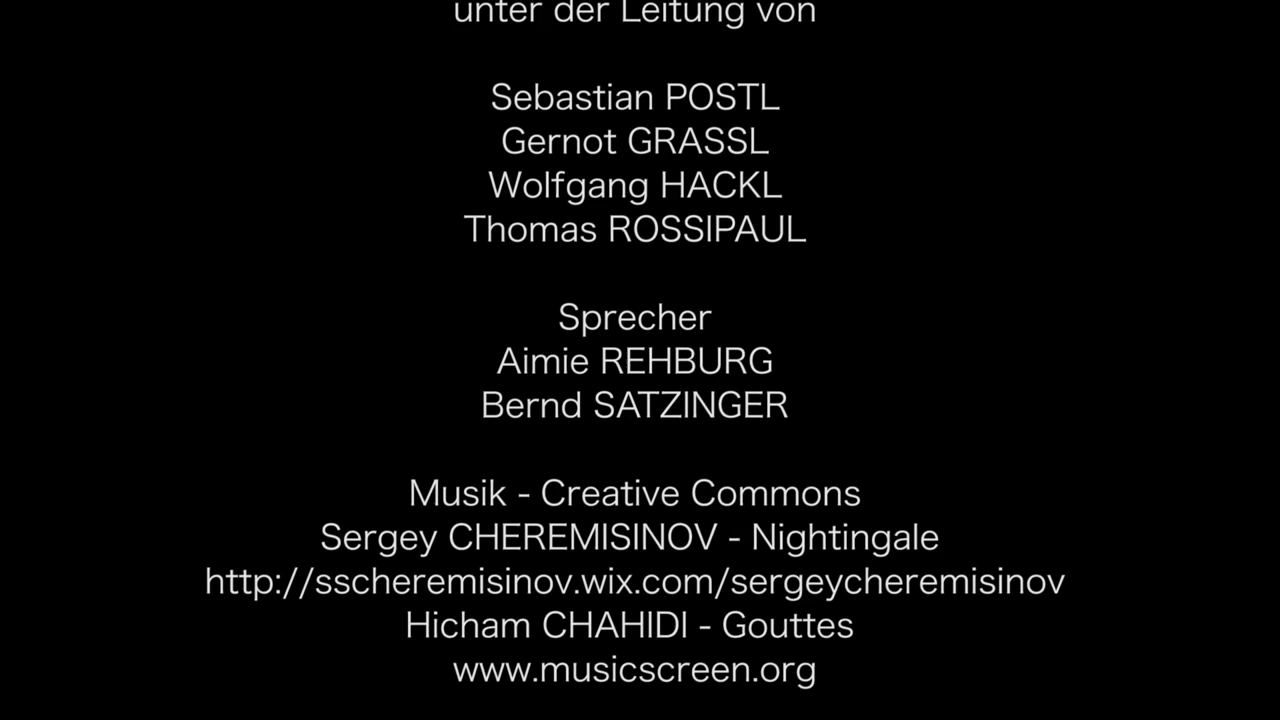 unter der Leitung von
Sebastian POSTL
Gernot GRASSL
Wolfgang HACKL
Thomas ROSSIPAUL
Sprecher
Aimie REHBURG
Bernd SATZINGER
Musik - Creative Commons
Sergey CHEREMISINOV - Nightingale
http://sscheremisinov.wix.com/sergeycheremisinov
Hicham CHAHIDI - Gouttes
www.musicscreen.org